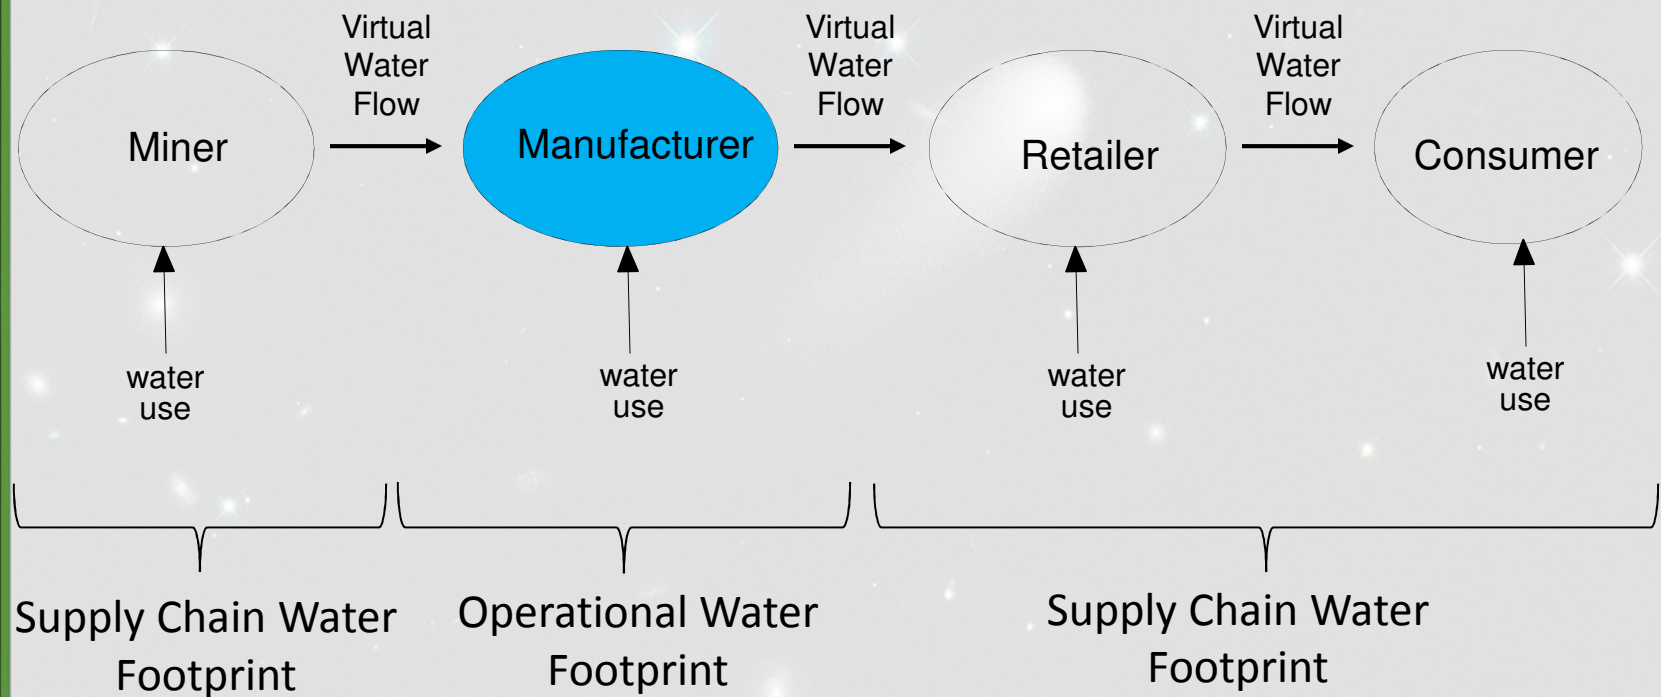 Virtual
Water
Flow
Virtual
Water
Flow
Virtual
Water
Flow
Miner
Manufacturer
Retailer
Consumer
water
use
water
use
water
use
water
use
Supply Chain Water
Footprint
Operational Water
Footprint
Supply Chain Water
Footprint